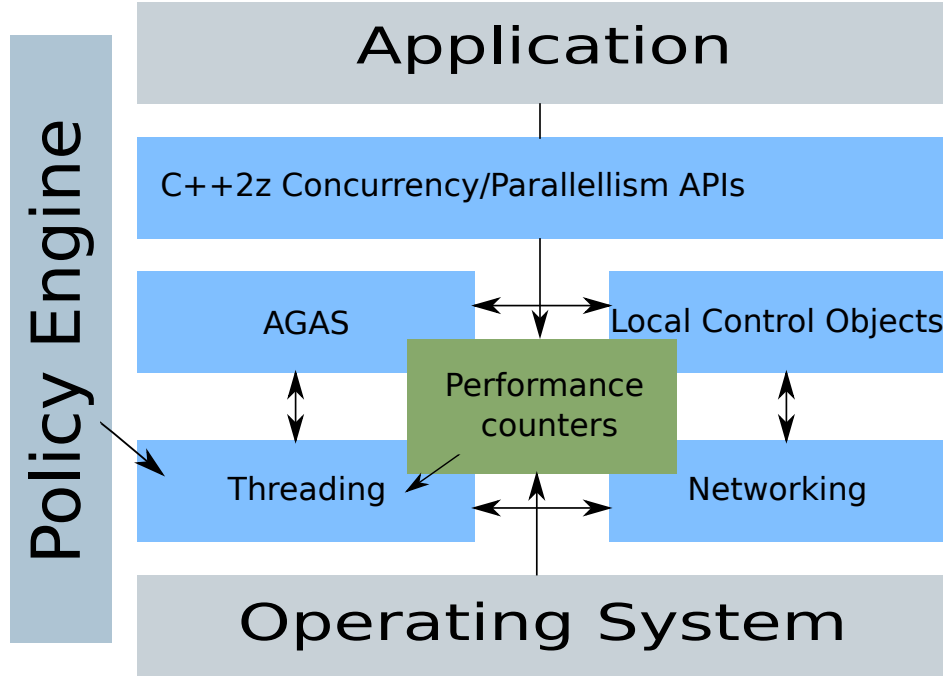 Application
Policy Engine
C++2z Concurrency/Parallellism APIs
AGAS
Local Control Objects
Performance
counters
Threading
Networking
Operating System